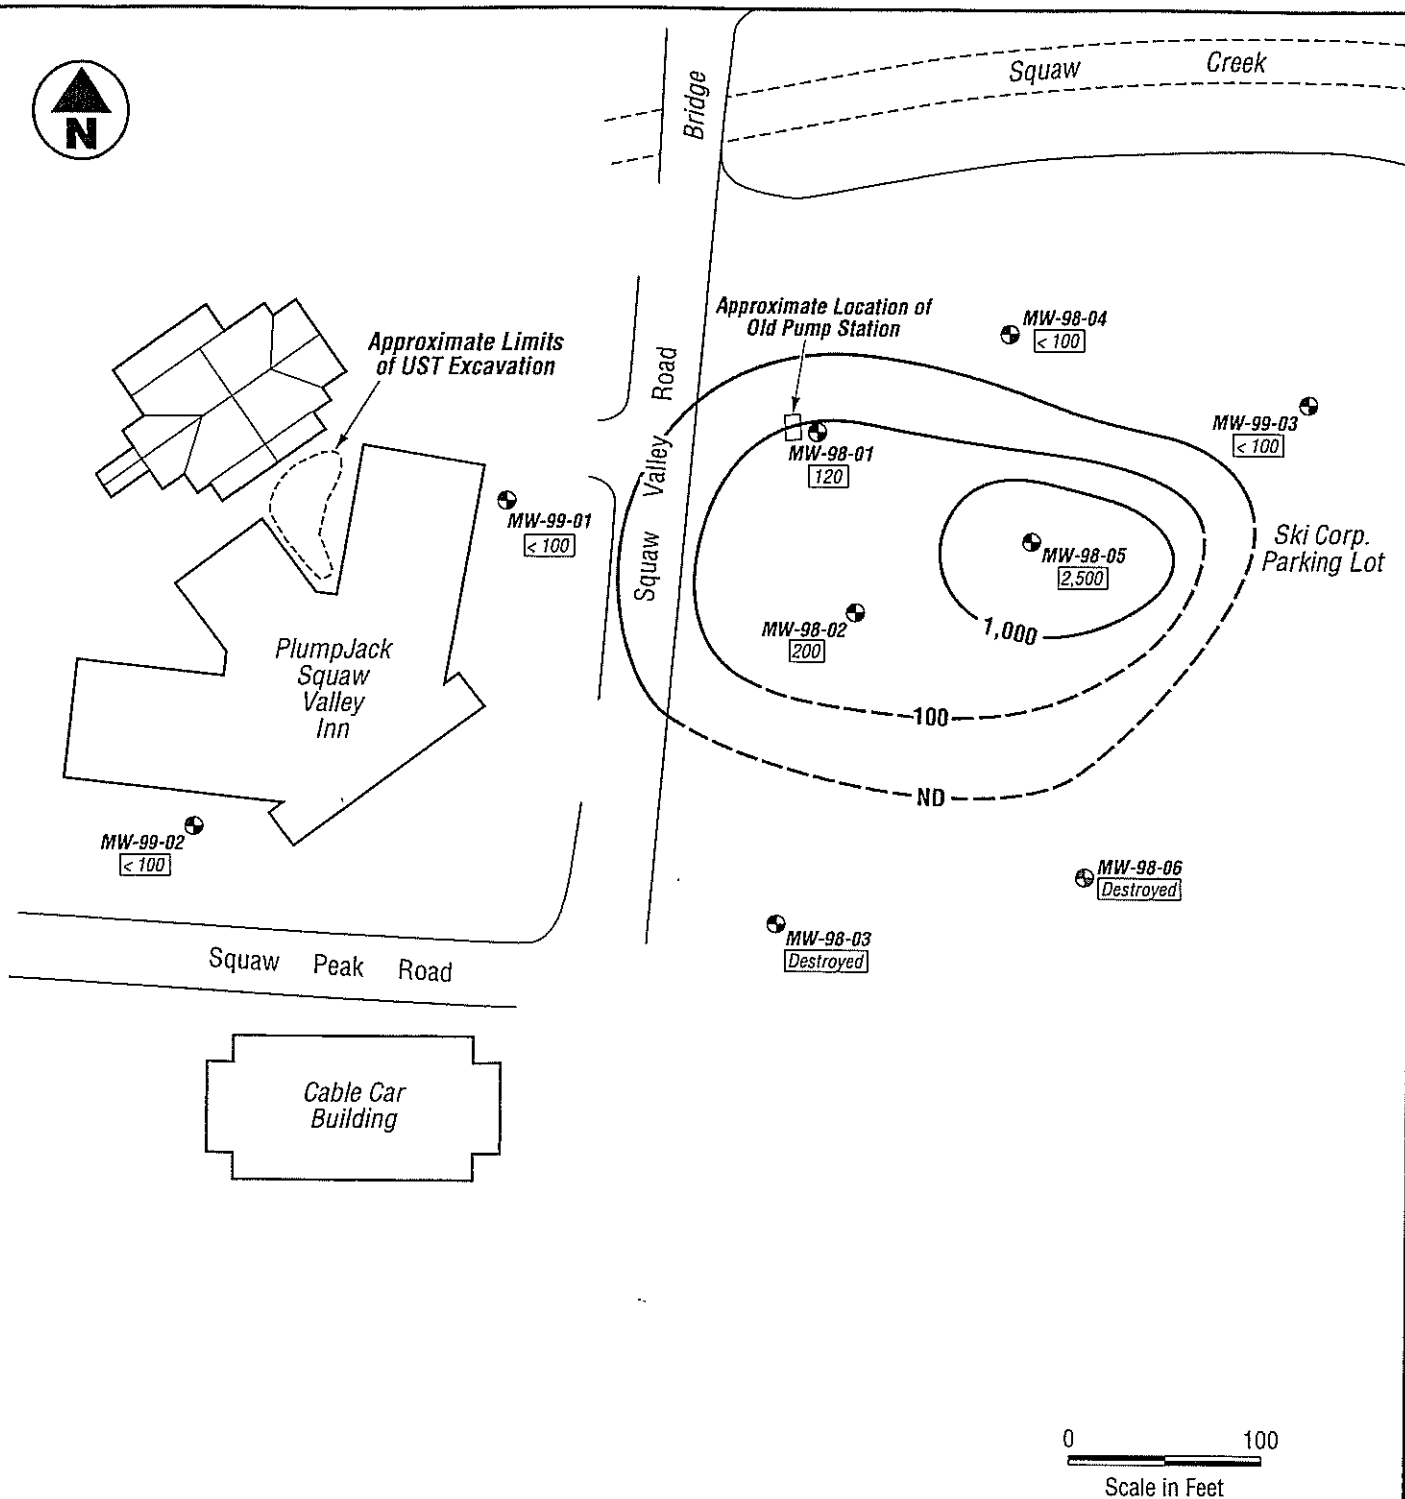 N
Bridge
Squaw Creek
Approximate Limits
of UST Excavation
Approximate Location of
Old Pump Station
MW-98-04
< 100
MW-99-03
< 100
MW-98-01
120
MW-99-01
< 100
Squaw Valley Road
Ski Corp.
Parking Lot
MW-98-05
2,500
1,000
MW-98-02
200
PlumpJack
Squaw
Valley
Inn
100
ND
MW-99-02
< 100
MW-98-06
Destroyed
MW-98-03
Destroyed
Squaw Peak Road
Cable Car
Building
0 100
Scale in Feet